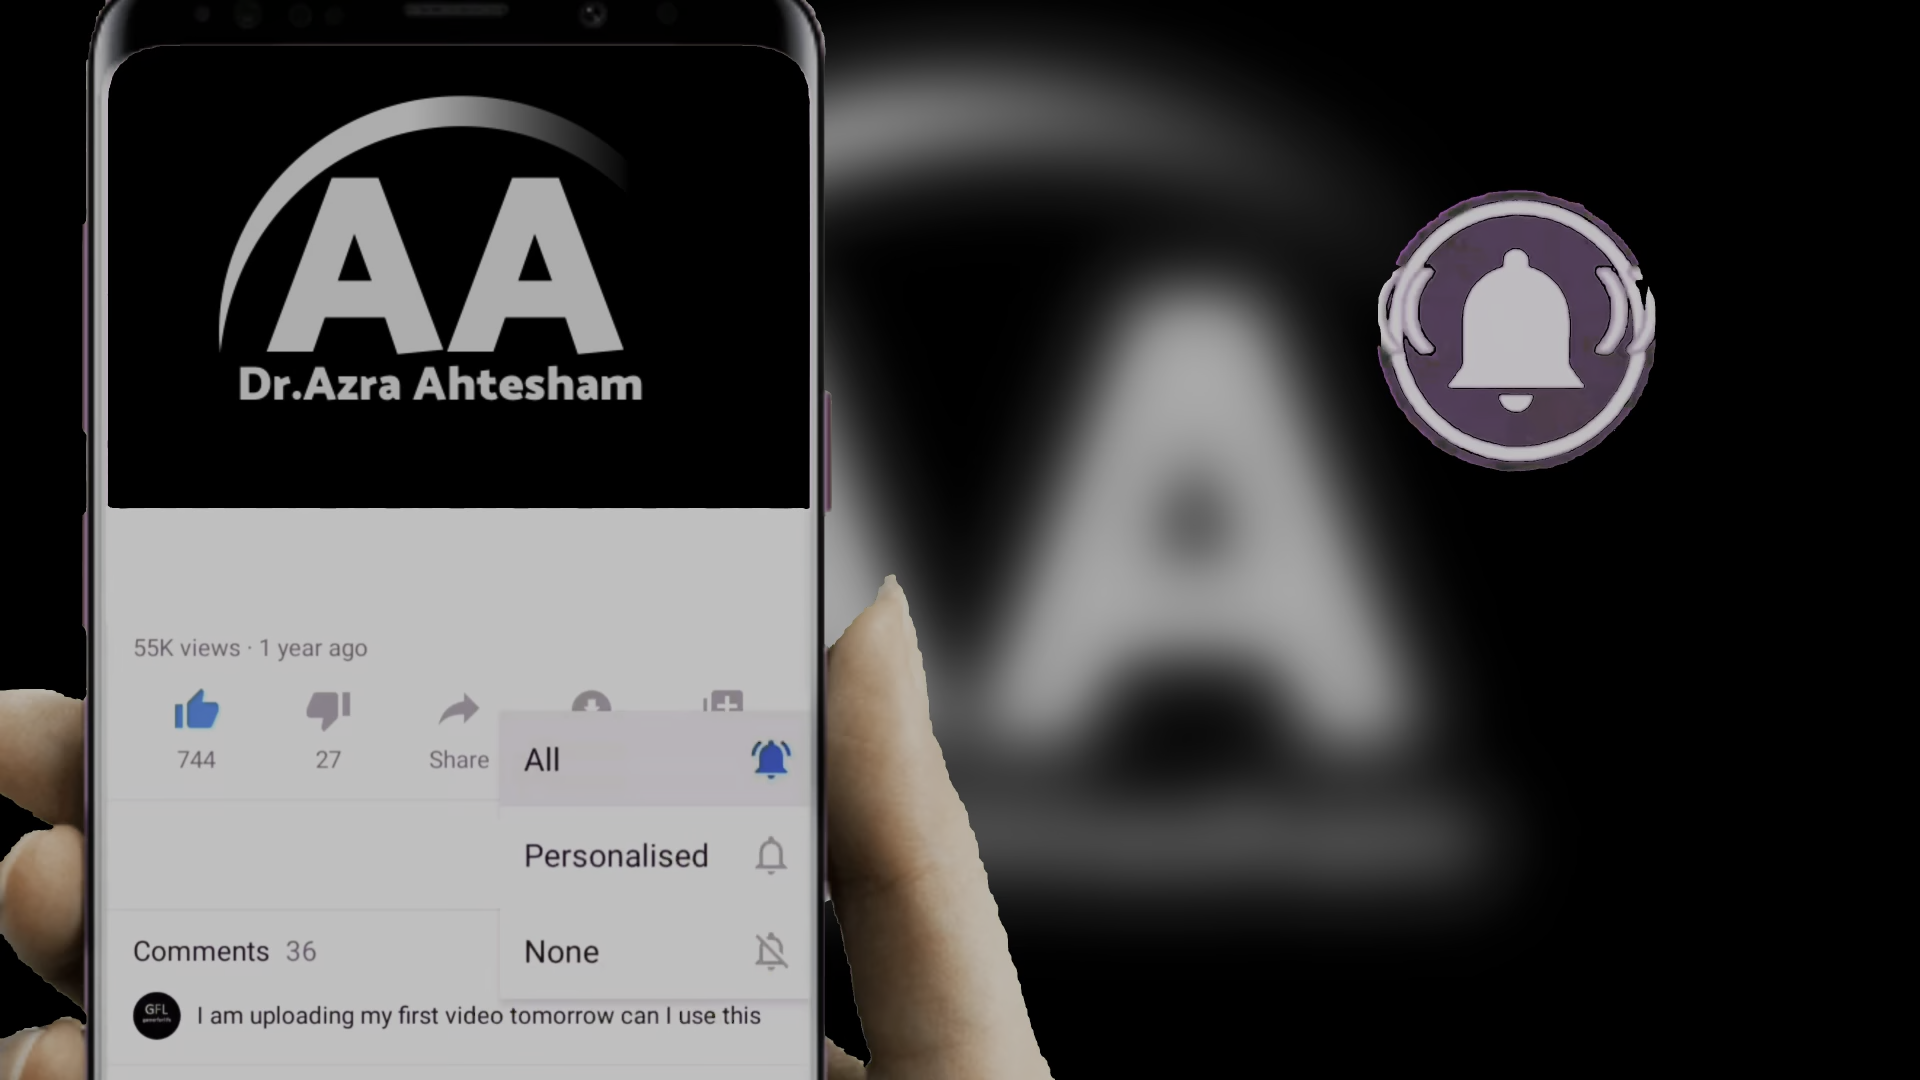 AA
Dr.Azra Ahtesham
55K views · 1 year ago
744
27
Share
All
Personalised
None
Comments 36
GFL
I am uploading my first video tomorrow can I use this